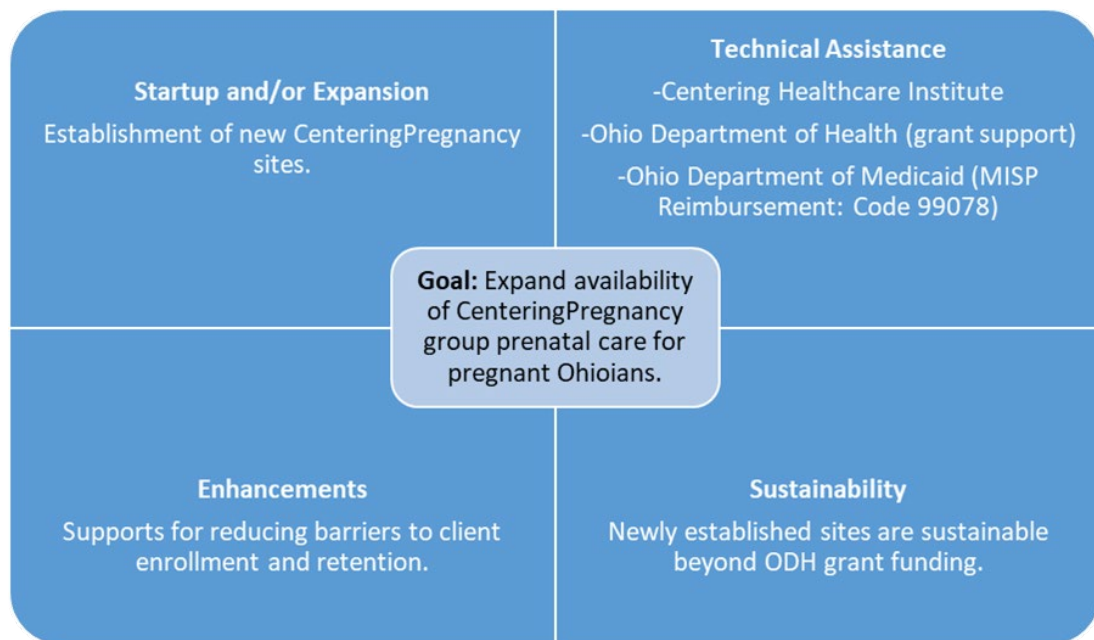 Startup and/or Expansion
Establishment of new CenteringPregnancy
sites.
Technical Assistance
-Centering Healthcare Institute
-Ohio Department of Health (grant support)
-Ohio Department of Medicaid (MISP
Reimbursement: Code 99078)
Goal: Expand availability
of CenteringPregnancy
group prenatal care for
pregnant Ohioians.
Enhancements
Supports for reducing barriers to client
enrollment and retention.
Sustainability
Newly established sites are sustainable
beyond ODH grant funding.